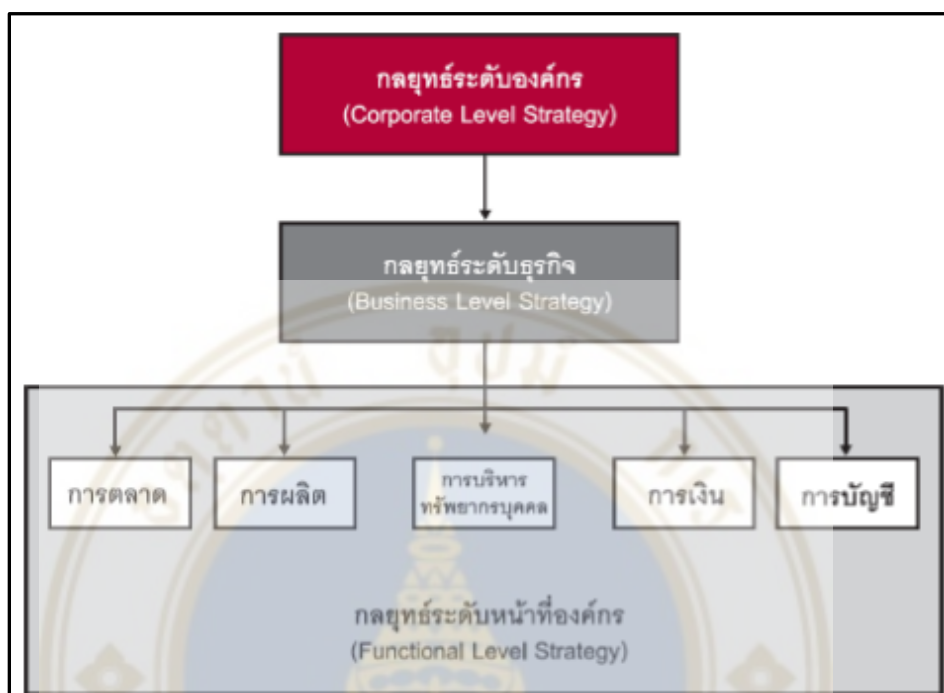 กลยุทธ์ระดับองค์กร
(Corporate Level Strategy)
กลยุทธ์ระดับธุรกิจ
(Business Level Strategy)
การตลาด
การผลิต
การบริหาร
ทรัพยากรบุคคล
การเงิน
การบัญชี
กลยุทธ์ระดับหน้าที่องค์กร
(Functional Level Strategy)